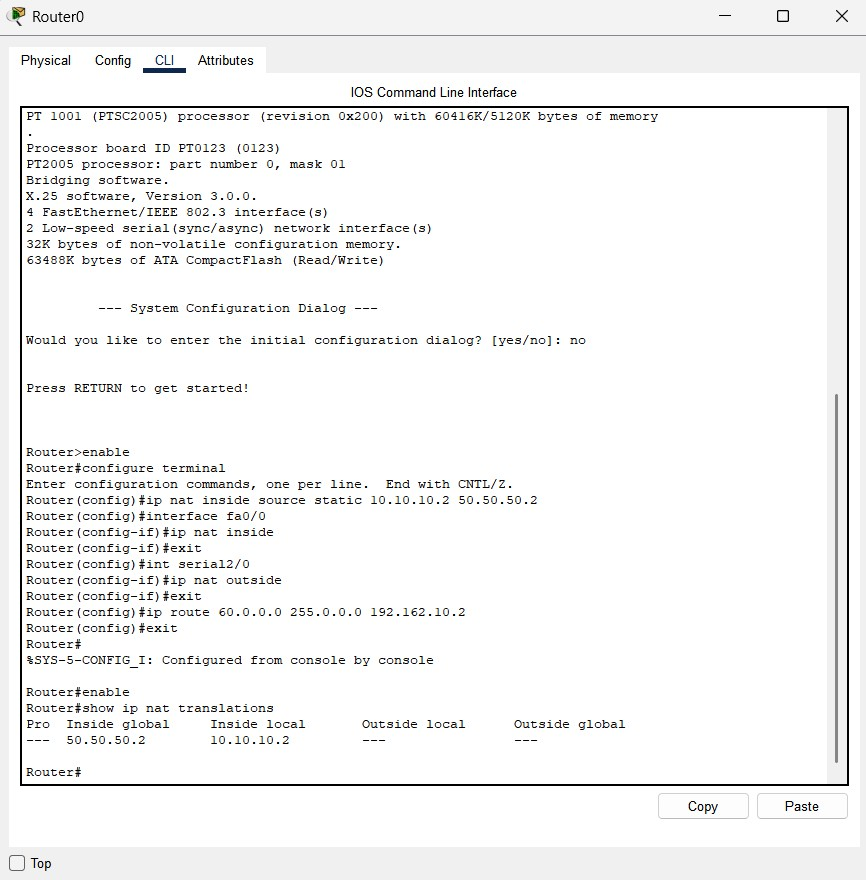 Router0
Physical Config CLI Attributes
IOS Command Line Interface
PT 1001 (PTSC2005) processor (revision 0x200) with 60416K/5120K bytes of memory
.
Processor board ID PT0123 (0123)
PT2005 processor: part number 0, mask 01
Bridging software.
X.25 software, Version 3.0.0.
4 FastEthernet/IEEE 802.3 interface(s)
2 Low-speed serial(sync/async) network interface(s)
32K bytes of non-volatile configuration memory.
63488K bytes of ATA CompactFlash (Read/Write)
--- System Configuration Dialog ---
Would you like to enter the initial configuration dialog? [yes/no]: no
Press RETURN to get started!
Router>enable
Router#configure terminal
Enter configuration commands, one per line.  End with CNTL/Z.
Router(config)#ip nat inside source static 10.10.10.2 50.50.50.2
Router(config)#interface fa0/0
Router(config-if)#ip nat inside
Router(config-if)#exit
Router(config)#int serial2/0
Router(config-if)#ip nat outside
Router(config-if)#exit
Router(config)#ip route 60.0.0.0 255.0.0.0 192.162.10.2
Router(config)#exit
Router#
%SYS-5-CONFIG_I: Configured from console by console
Router#enable
Router#show ip nat translations
Pro  Inside global     Inside local       Outside local      Outside global
---  50.50.50.2        10.10.10.2         ---                ---
Router#
Copy Paste
Top